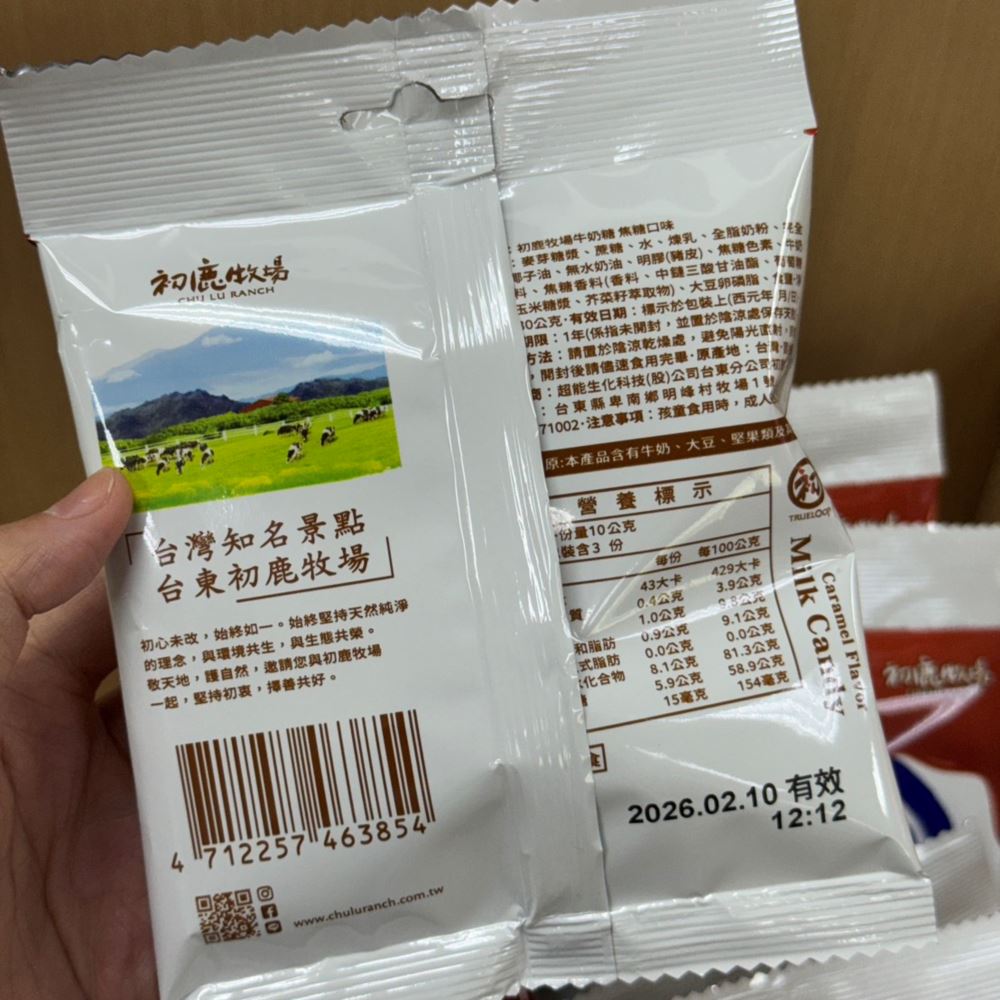 初鹿牧場
CHU LU RANCH
台灣知名景點
台東初鹿牧場
初心未改,始終如一。始終堅持天然純淨
的理念,與環境共生,與生態共榮。
敬天地,護自然,邀請您與初鹿牧場
一起,堅持初衷,擇善共好。
4 712257 463854
www.chuluranch.com.tw
:初鹿牧場牛奶糖 焦糖口味
:麥芽糖漿、蔗糖、水、煉乳、全脂奶粉、
椰子油、無水奶油、明膠(豬皮)、焦糖色素、牛奶
料、焦糖香料(香料、中鏈三酸甘油酯、
玉米糖漿、芥菜籽萃取物)、大豆卵磷脂
30公克·有效日期:標示於包裝上(西元年/月/日)
期限:1年(係指未開封,並置於陰涼處保存
方法:請置於陰涼乾燥處,避免陽光直射
,開封後請儘速食用完畢·原產地:台灣
商:超能生化科技(股)公司台東分公司
:台東縣卑南鄉明峰村牧場1號
71002·注意事項:孩童食用時,成人
原:本產品含有牛奶、大豆、堅果類及
營養標示
份量10公克
裝含3 份
每份 每100公克
43大卡 429大卡
0.4公克 3.9公克
質 1.0公克 9.8公克
和脂肪 0.9公克 9.1公克
式脂肪 0.0公克 0.0公克
化合物 8.1公克 81.3公克
糖 5.9公克 58.9公克
15毫克 154毫克
食
初
TRUELOOP
Milk Candy
Caramel Flavor
2026.02.10 有效
12:12
初鹿牧場